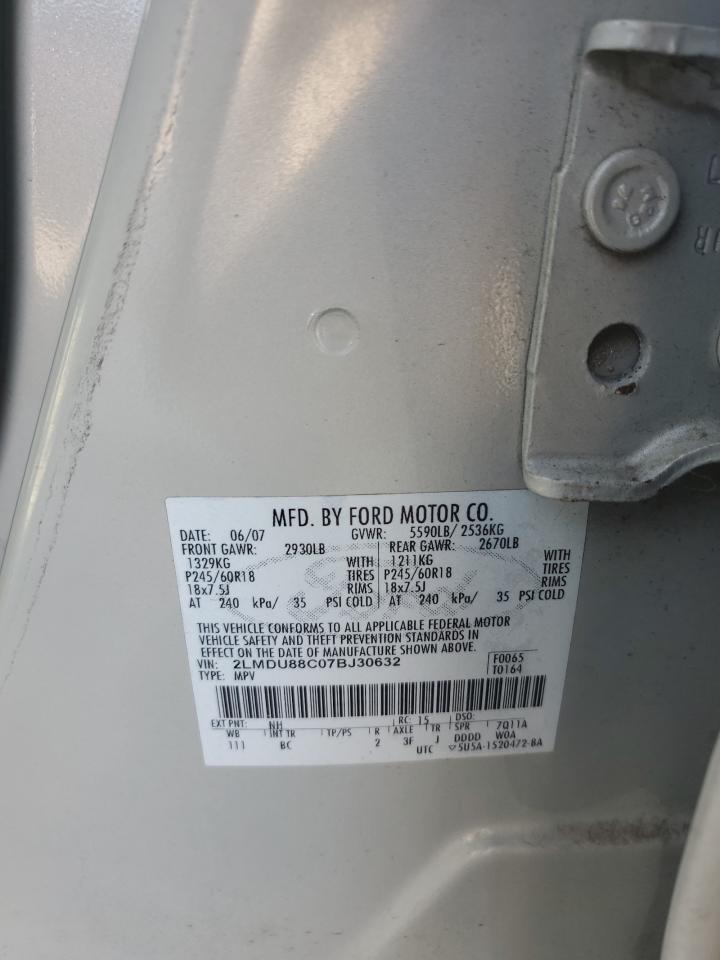 MFD. BY FORD MOTOR CO.
DATE: 06/07 GVWR: 5590LB/ 2536KG
FRONT GAWR: 2930LB REAR GAWR: 2670LB
1329KG WITH 1211KG WITH
P245/60R18 TIRES P245/60R18 TIRES
18x7.5J RIMS 18x7.5J RIMS
AT 240 kPa/ 35 PSI COLD AT 240 kPa/ 35 PSI COLD
THIS VEHICLE CONFORMS TO ALL APPLICABLE FEDERAL MOTOR
VEHICLE SAFETY AND THEFT PREVENTION STANDARDS IN
EFFECT ON THE DATE OF MANUFACTURE SHOWN ABOVE.
VIN: 2LMDU88C07BJ30632 F0065
TYPE: MPV T0164
EXT PNT: NH RC: 15 DSO:
WB INT TR TP/PS R AXLE TR SPR 7Q11A
111 BC 2 3F J DDDD W0A
UTC 5U5A-1520472-BA